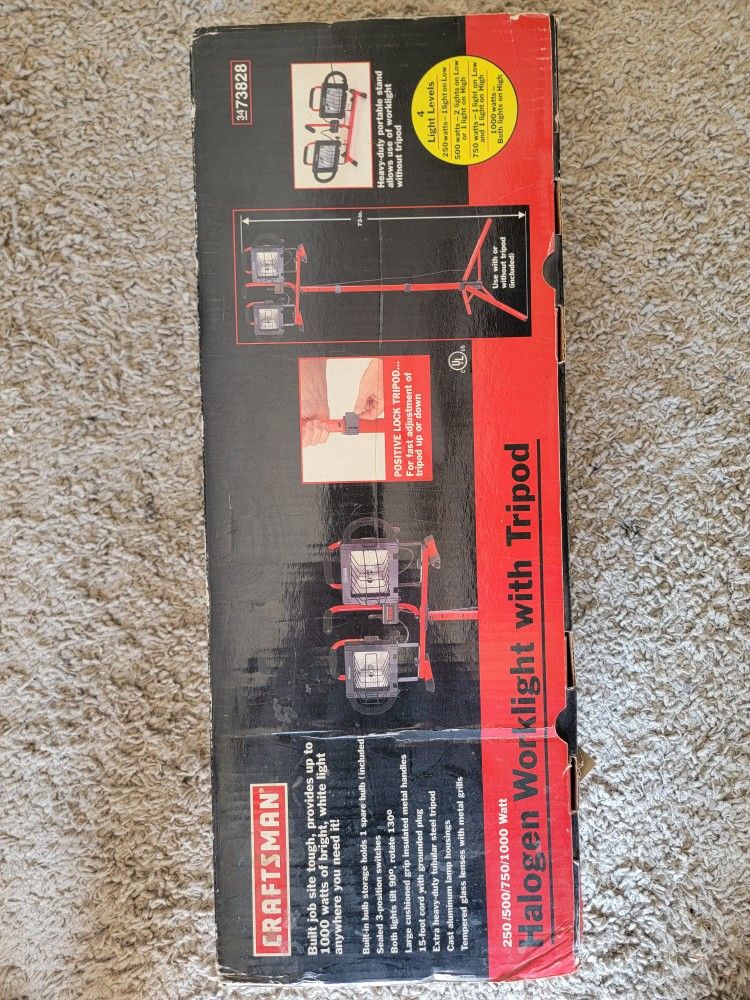 CRAFTSMAN®
Built job site tough, provides up to
1000 watts of bright, white light
anywhere you need it!
Built-in bulb storage holds 1 spare bulb (included)
Sealed 3-position switches
Both lights tilt 90º, rotate 130º
Large cushioned grip insulated metal handles
15-foot cord with grounded plug
Extra heavy-duty tubular steel tripod
Cast aluminum lamp housings
Tempered glass lenses with metal grills
250/500/750/1000 Watt
Halogen Worklight with Tripod
POSITIVE LOCK TRIPOD...
For fast adjustment of
tripod up or down
C UL US
73-in.
Use with or
without tripod
(included)
3473828
Heavy-duty portable stand
allows use of worklight
without tripod
4
Light Levels
250 watts – 1 light on Low
500 watts – 2 lights on Low
or 1 light on High
750 watts – 1 light on Low
and 1 light on High
1000 watts –
Both lights on High